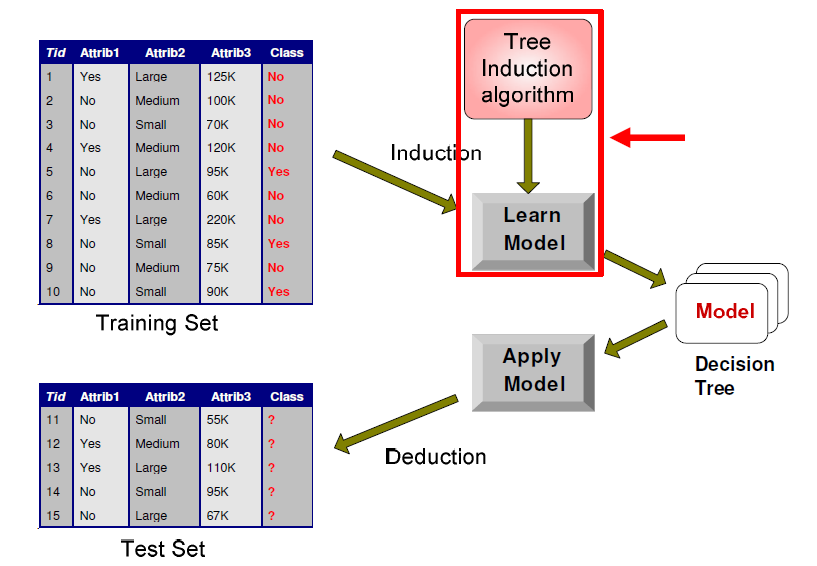 Tid Attrib1 Attrib2 Attrib3 Class
1 Yes Large 125K No
2 No Medium 100K No
3 No Small 70K No
4 Yes Medium 120K No
5 No Large 95K Yes
6 No Medium 60K No
7 Yes Large 220K No
8 No Small 85K Yes
9 No Medium 75K No
10 No Small 90K Yes
Training Set
Tree
Induction
algorithm
Induction
Learn
Model
Model
Decision
Tree
Apply
Model
Deduction
Tid Attrib1 Attrib2 Attrib3 Class
11 No Small 55K ?
12 Yes Medium 80K ?
13 Yes Large 110K ?
14 No Small 95K ?
15 No Large 67K ?
Test Set